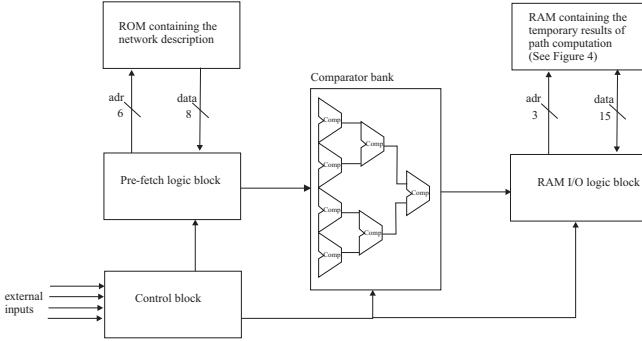 ROM containing the
network description
RAM containing the
temporary results of
path computation
(See Figure 4)
adr
6
data
8
Comparator bank
adr
3
data
15
Comp
Comp
Comp
Comp
Comp
Comp
Comp
Pre-fetch logic block
RAM I/O logic block
external
inputs
Control block